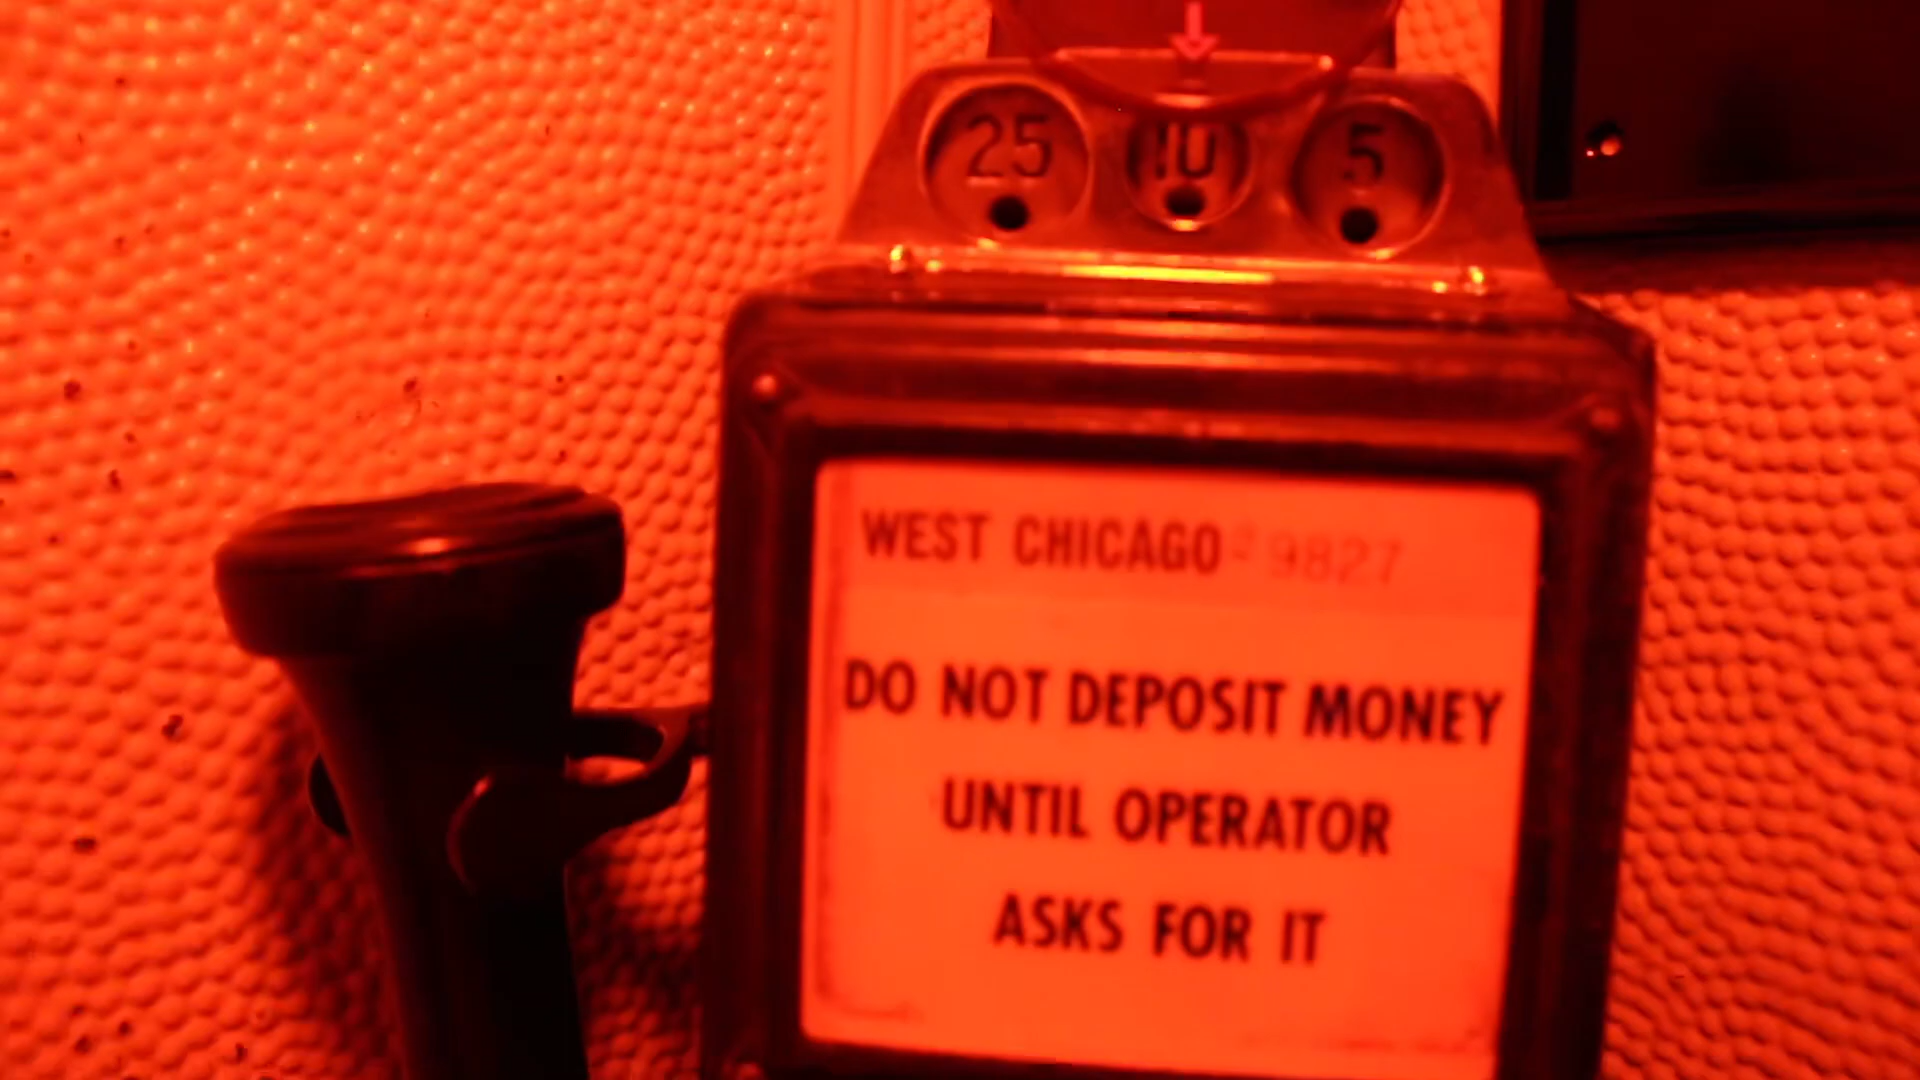 25 10 5
WEST CHICAGO 9827
DO NOT DEPOSIT MONEY
UNTIL OPERATOR
ASKS FOR IT